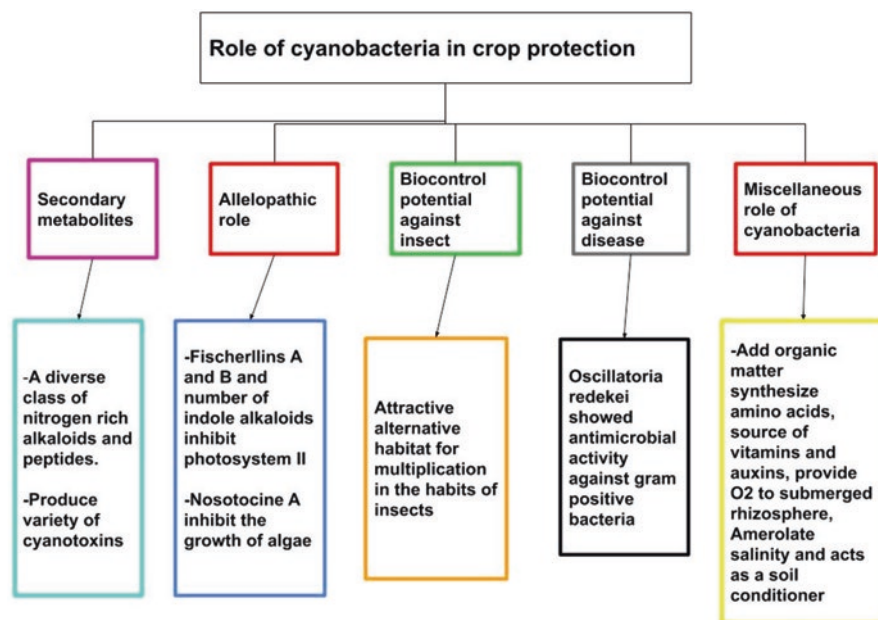 Role of cyanobacteria in crop protection
Secondary
metabolites
Allelopathic
role
Biocontrol
potential
against
insect
Biocontrol
potential
against
disease
Miscellaneous
role of
cyanobacteria
-A diverse
class of
nitrogen rich
alkaloids and
peptides.
-Produce
variety of
cyanotoxins
-Fischerllins A
and B and
number of
indole alkaloids
inhibit
photosystem II
-Nosotocine A
inhibit the
growth of algae
Attractive
alternative
habitat for
multiplication
in the habits of
insects
Oscillatoria
redekei
showed
antimicrobial
activity
against gram
positive
bacteria
-Add organic
matter
synthesize
amino acids,
source of
vitamins and
auxins, provide
O2 to submerged
rhizosphere,
Amerolate
salinity and acts
as a soil
conditioner